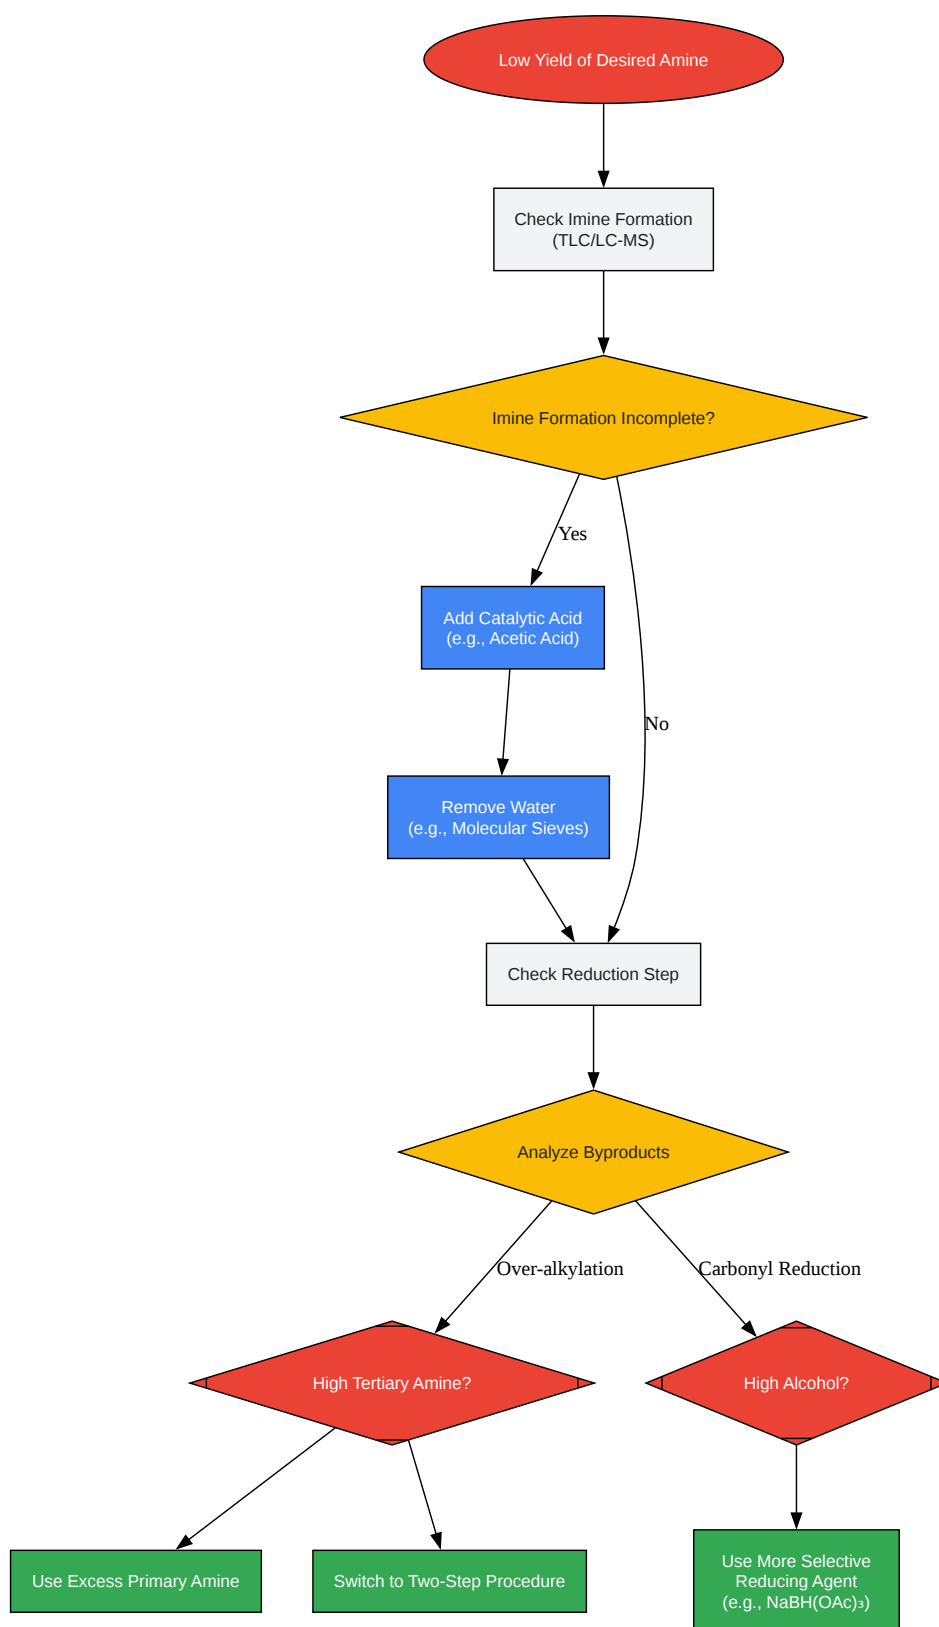 Low Yield of Desired Amine
Check Imine Formation
(TLC/LC-MS)
Imine Formation Incomplete?
Yes
Add Catalytic Acid
(e.g., Acetic Acid)
No
Remove Water
(e.g., Molecular Sieves)
Check Reduction Step
Analyze Byproducts
Over-alkylation
Carbonyl Reduction
High Tertiary Amine?
High Alcohol?
Use Excess Primary Amine
Switch to Two-Step Procedure
Use More Selective
Reducing Agent
(e.g., NaBH(OAc)₃)